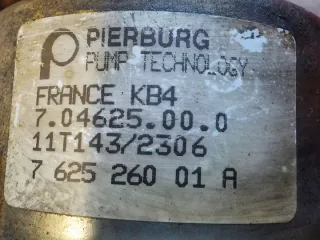 PIERBURG
PUMP TECHNOLOGY
FRANCE KB4
7.04625.00.0
11T143/2306
7 625 260 01 A